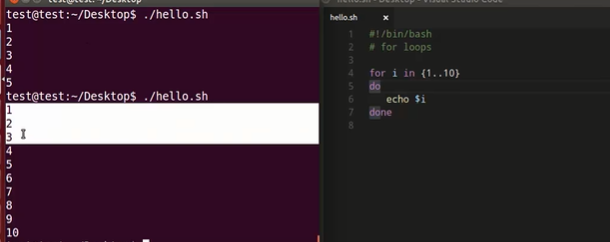 test@test:~/Desktop
test@test:~/Desktop$ ./hello.sh
1
2
3
4
5
test@test:~/Desktop$ ./hello.sh
1
2
3
4
5
6
7
8
9
10
hello.sh - Desktop - Visual Studio Code
hello.sh ×
1 #!/bin/bash
2 # for loops
3
4 for i in {1..10}
5 do
6 echo $i
7 done
8